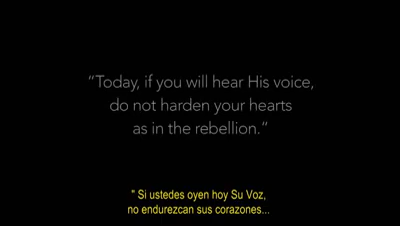 “Today, if you will hear His voice,
do not harden your hearts
as in the rebellion.”
" Si ustedes oyen hoy Su Voz,
no endurezcan sus corazones...